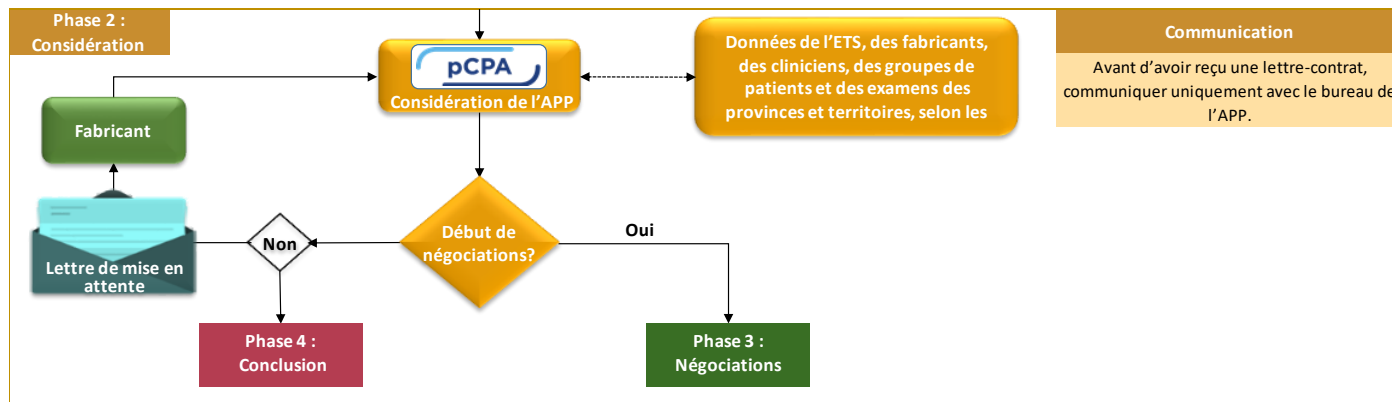 Phase 2 :
Considération
pCPA
Considération de l'APP
Données de l'ETS, des fabricants,
des cliniciens, des groupes de
patients et des examens des
provinces et territoires, selon les
Communication
Avant d'avoir reçu une lettre-contrat,
communiquer uniquement avec le bureau de
l'APP.
Fabricant
Lettre de mise en
attente
Non
Début de
négociations?
Oui
Phase 4 :
Conclusion
Phase 3 :
Négociations